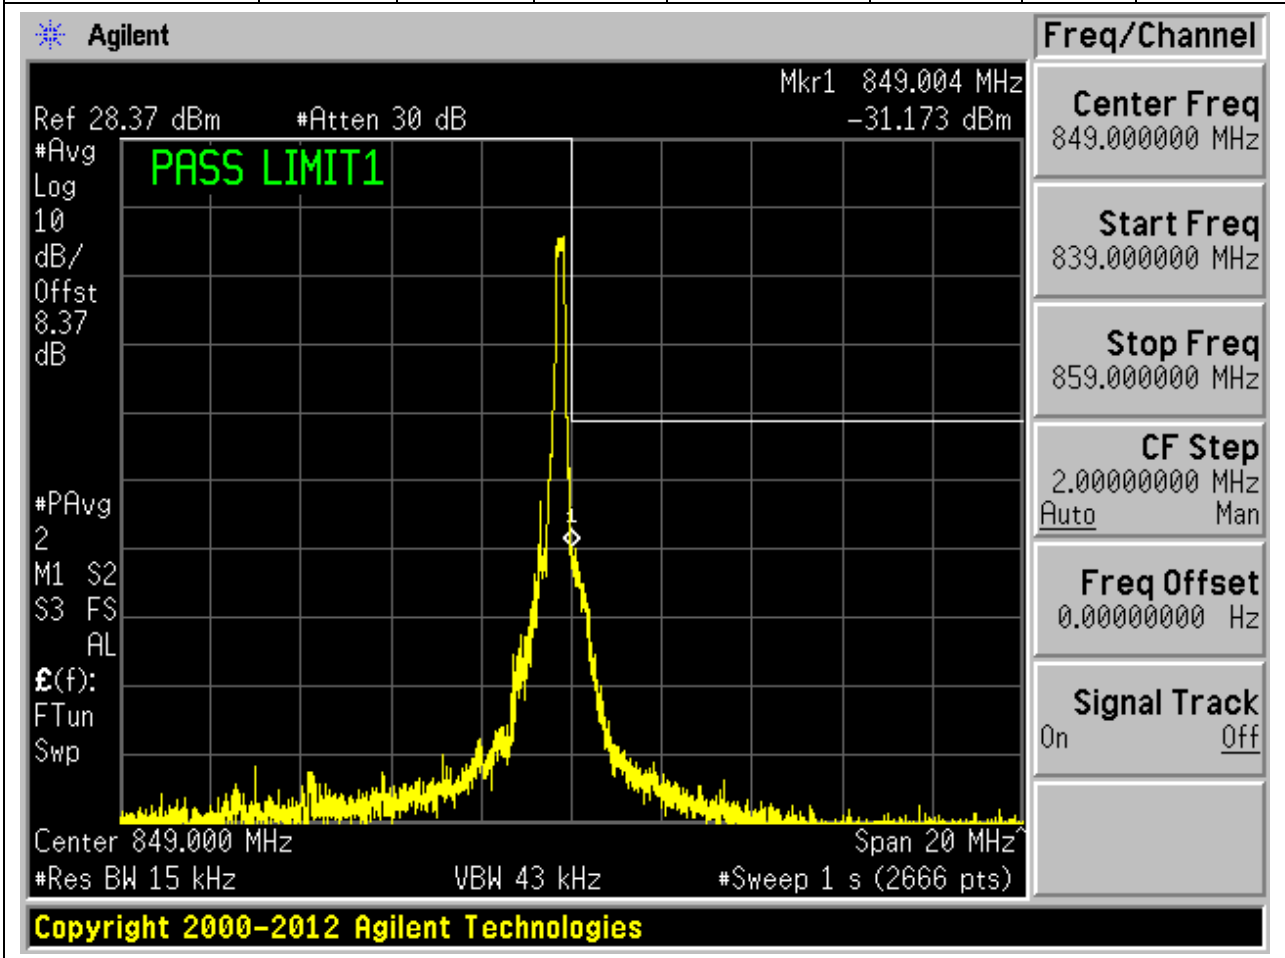 Agilent
Freq/Channel
Mkr1 849.004 MHz
Ref 28.37 dBm #Atten 30 dB -31.173 dBm
#Avg
Log
10
dB/
Offst
8.37
dB
PASS LIMIT1
1
#PAvg
2
M1 S2
S3 FS
AL
£(f):
FTun
Swp
Center 849.000 MHz Span 20 MHz^
#Res BW 15 kHz VBW 43 kHz #Sweep 1 s (2666 pts)
Center Freq
849.000000 MHz
Start Freq
839.000000 MHz
Stop Freq
859.000000 MHz
CF Step
2.00000000 MHz
Auto Man
Freq Offset
0.00000000 Hz
Signal Track
On Off
Copyright 2000-2012 Agilent Technologies